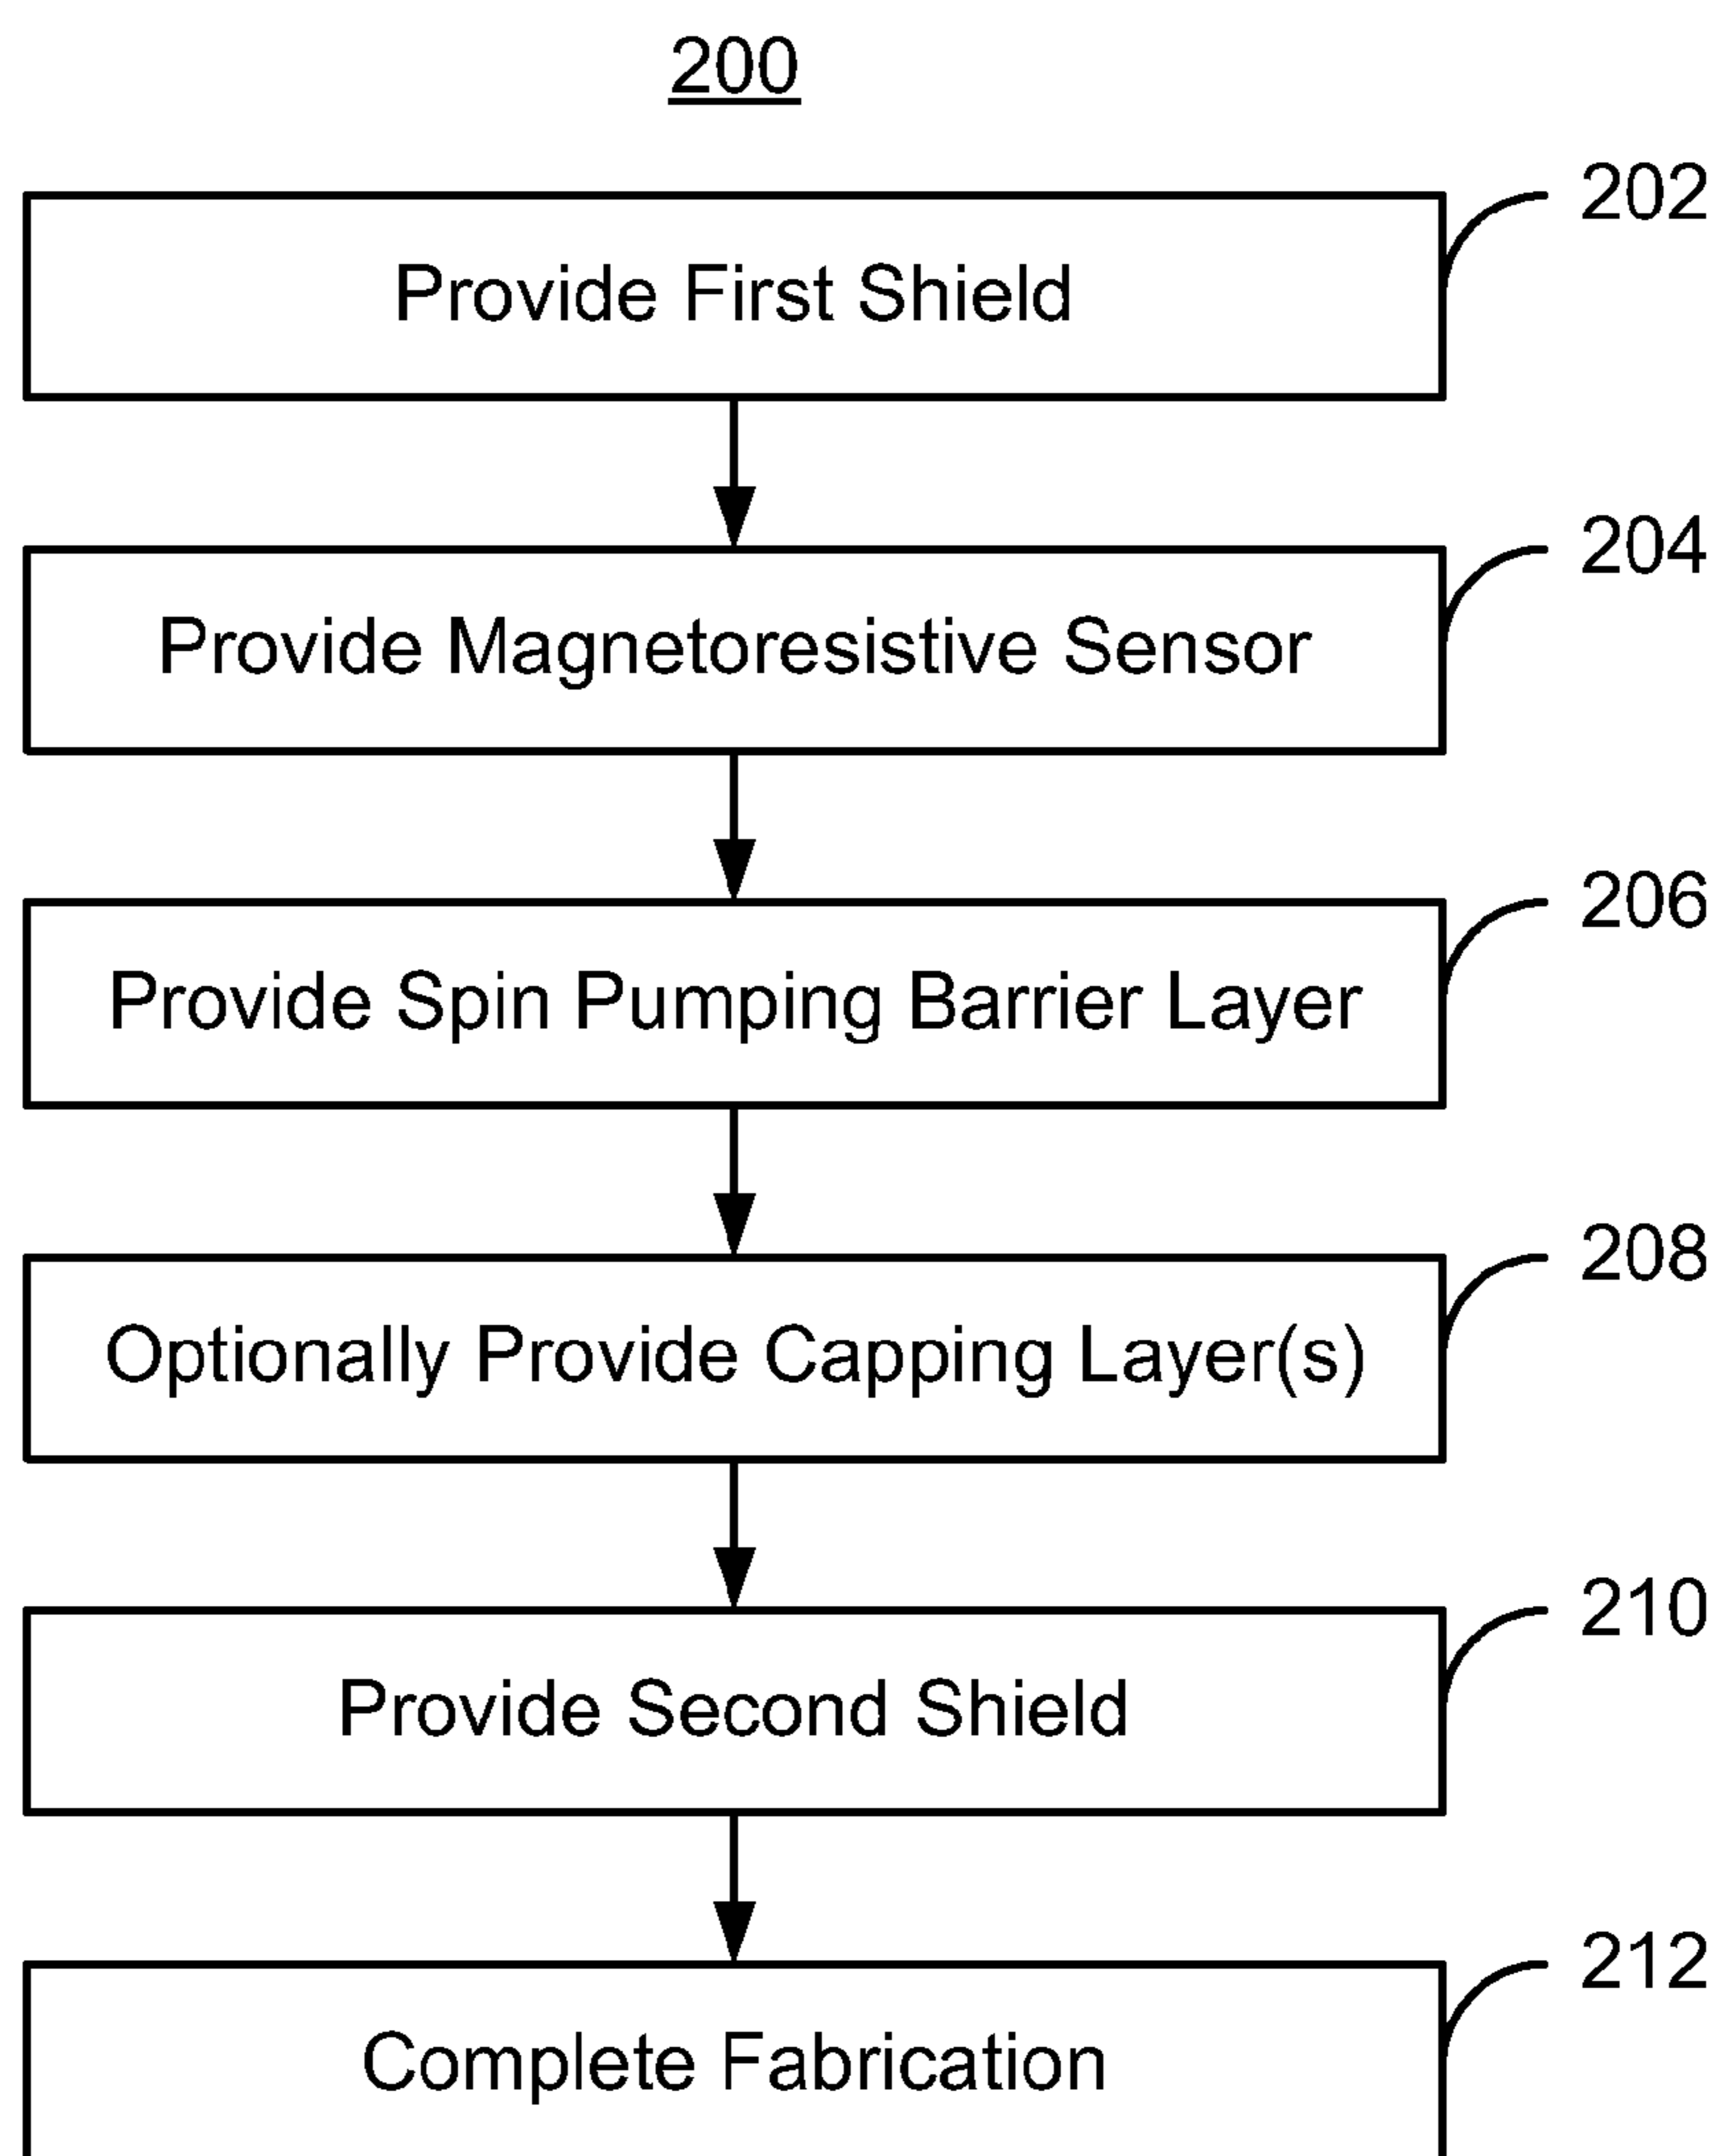 200
202
Provide First Shield
204
Provide Magnetoresistive Sensor
206
Provide Spin Pumping Barrier Layer
208
Optionally Provide Capping Layer(s)
210
Provide Second Shield
212
Complete Fabrication